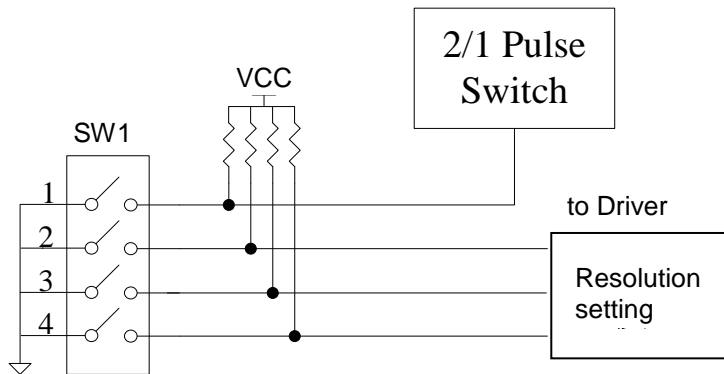 2/1 Pulse
Switch
VCC
SW1
1
2
3
4
to Driver
Resolution
setting